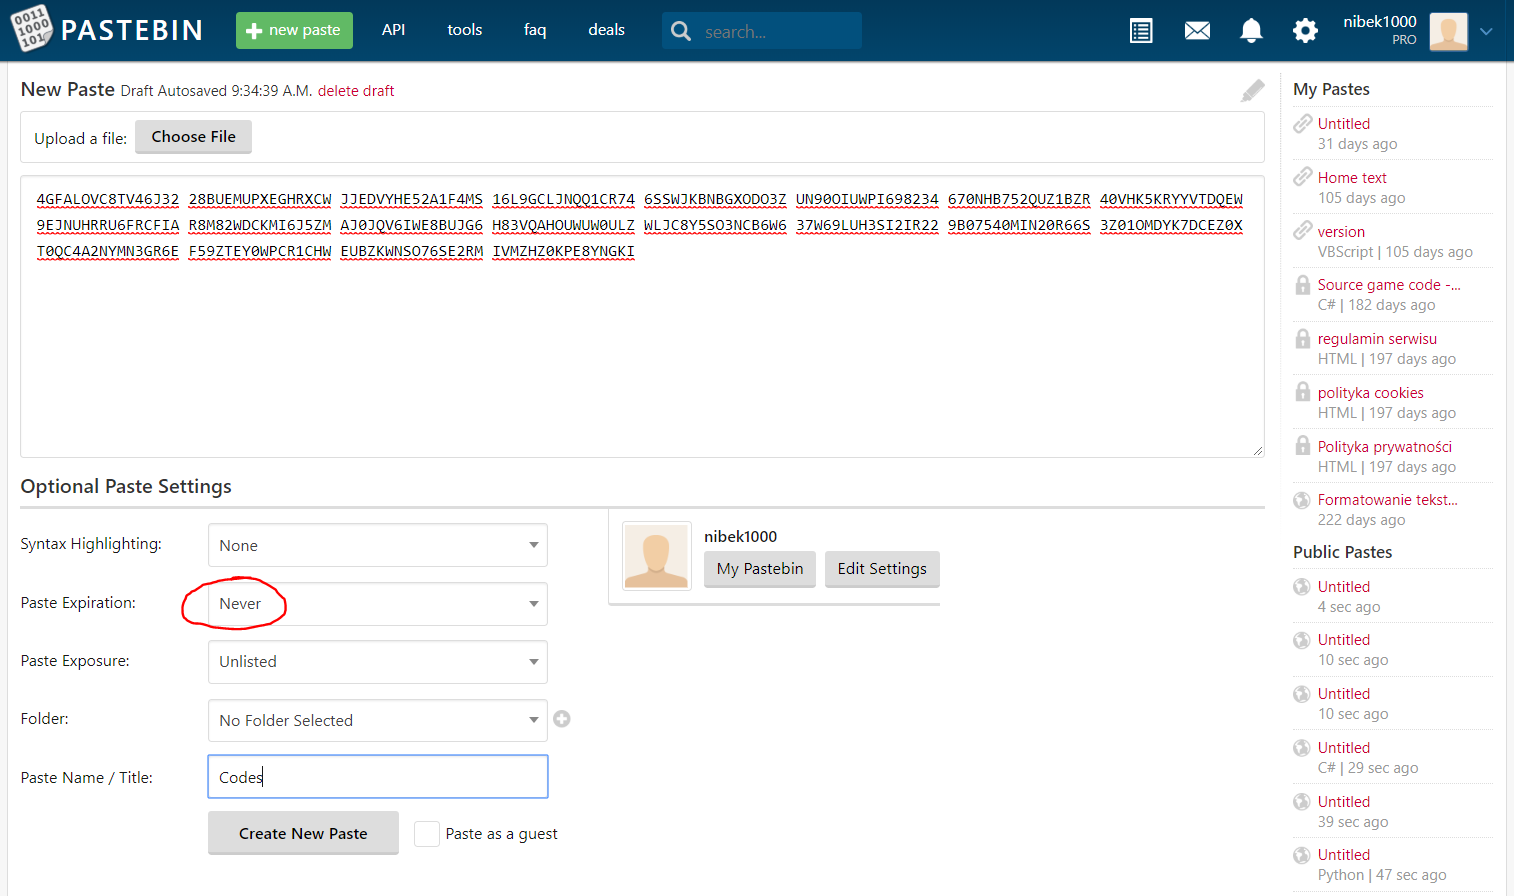 0011
1000
101
PASTEBIN
new paste
API
tools
faq
deals
search...
nibek1000
PRO
New Paste Draft Autosaved 9:34:39 A.M. delete draft
Upload a file: Choose File
4GFALOVC8TV46J32 28BUEMUPXEGHRXCW JJEDVYHE52A1F4MS 16L9GCLJNQQ1CR74 6SSWJKBNBGXODO3Z UN90OIUWPI698234 670NHB752QUZ1BZR 40VHK5KRYYVTDQEW
9EJNUHRRU6FRCFIA R8M82WDCKMI6J5ZM AJ0JQV6IWE8BUJG6 H83VQAHOUWUW0ULZ WLJC8Y5SO3NCB6W6 37W69LUH3SI2IR22 9B07540MIN20R66S 3Z01OMDYK7DCEZ0X
T0QC4A2NYMN3GR6E F59ZTEY0WPCR1CHW EUBZKWNSO76SE2RM IVMZHZ0KPE8YNGKI
Optional Paste Settings
Syntax Highlighting: None
Paste Expiration: Never
Paste Exposure: Unlisted
Folder: No Folder Selected
Paste Name / Title: Codes
Create New Paste
Paste as a guest
nibek1000
My Pastebin
Edit Settings
My Pastes
Untitled
31 days ago
Home text
105 days ago
version
VBScript | 105 days ago
Source game code -...
C# | 182 days ago
regulamin serwisu
HTML | 197 days ago
polityka cookies
HTML | 197 days ago
Polityka prywatności
HTML | 197 days ago
Formatowanie tekst...
222 days ago
Public Pastes
Untitled
4 sec ago
Untitled
10 sec ago
Untitled
10 sec ago
Untitled
C# | 29 sec ago
Untitled
39 sec ago
Untitled
Python | 47 sec ago